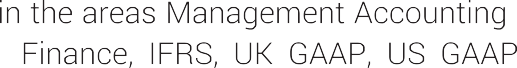 in the areas Management Accounting
Finance, IFRS, UK GAAP, US GAAP